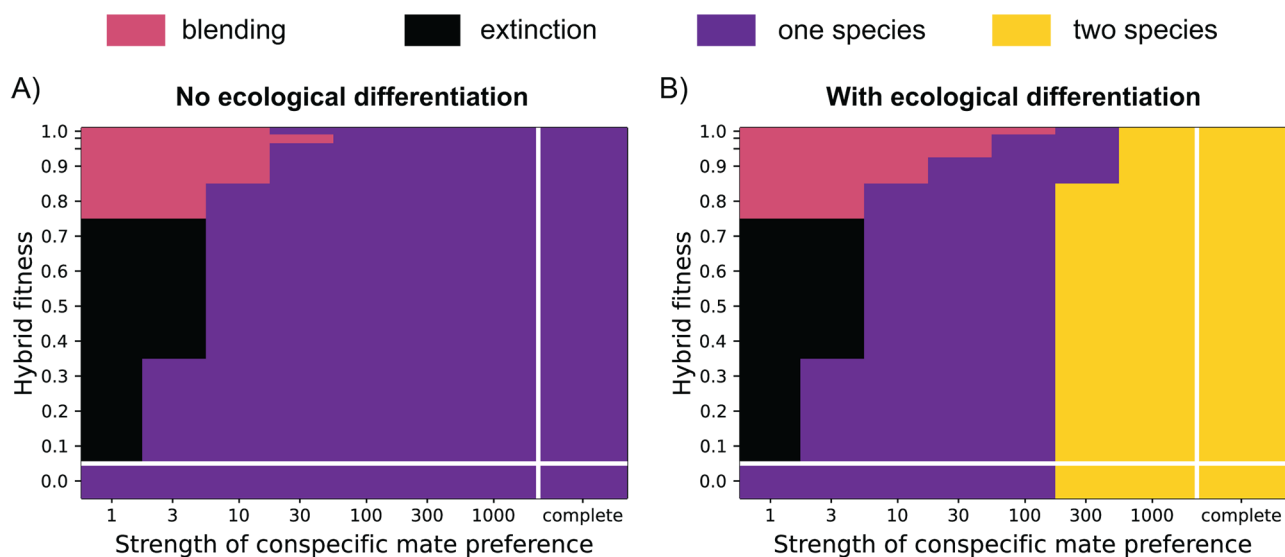 blending
extinction
one species
two species
A)
No ecological differentiation
B)
With ecological differentiation
Hybrid fitness
1.0
0.9
0.8
0.7
0.6
0.5
0.4
0.3
0.2
0.1
0.0
1 3 10 30 100 300 1000 complete
Strength of conspecific mate preference
Hybrid fitness
1.0
0.9
0.8
0.7
0.6
0.5
0.4
0.3
0.2
0.1
0.0
1 3 10 30 100 300 1000 complete
Strength of conspecific mate preference